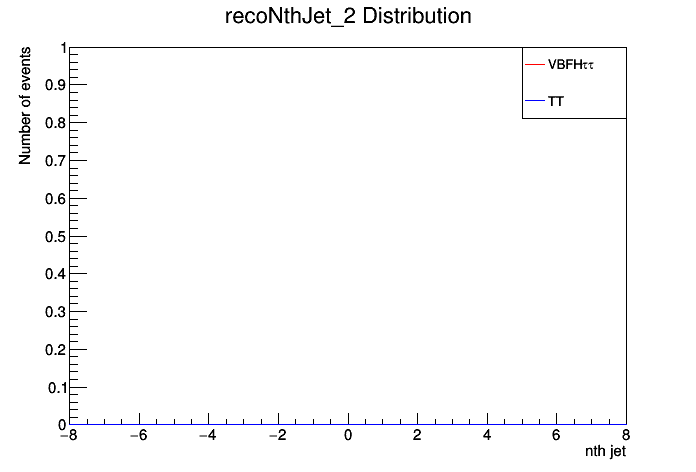 recoNthJet_2 Distribution
Number of events
1
0.9
0.8
0.7
0.6
0.5
0.4
0.3
0.2
0.1
0
−8 −6 −4 −2 0 2 4 6 8
nth jet
VBFHττ
TT